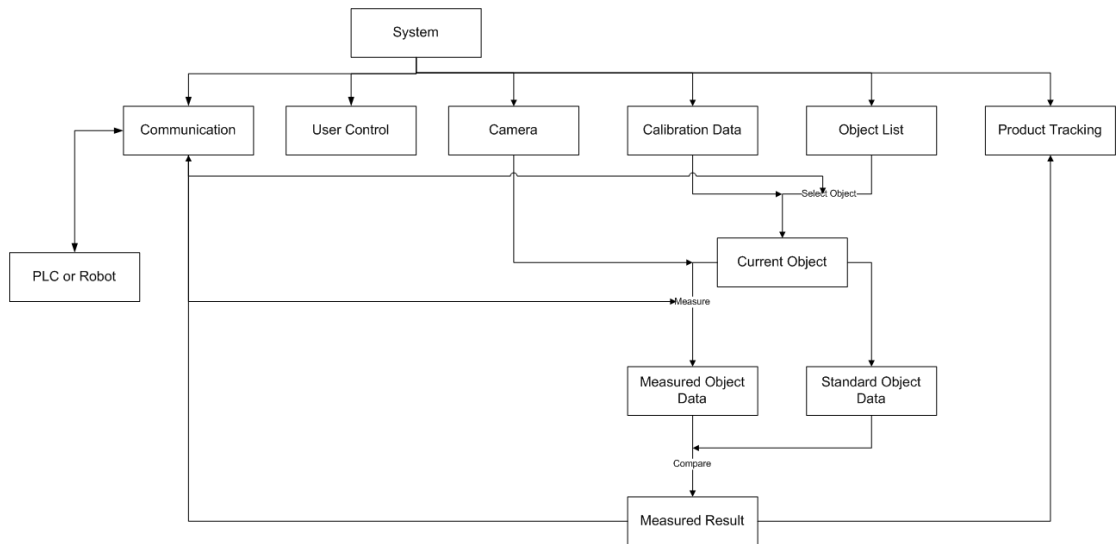 System
Communication
User Control
Camera
Calibration Data
Object List
Product Tracking
Select Object
PLC or Robot
Current Object
Measure
Measured Object
Data
Standard Object
Data
Compare
Measured Result